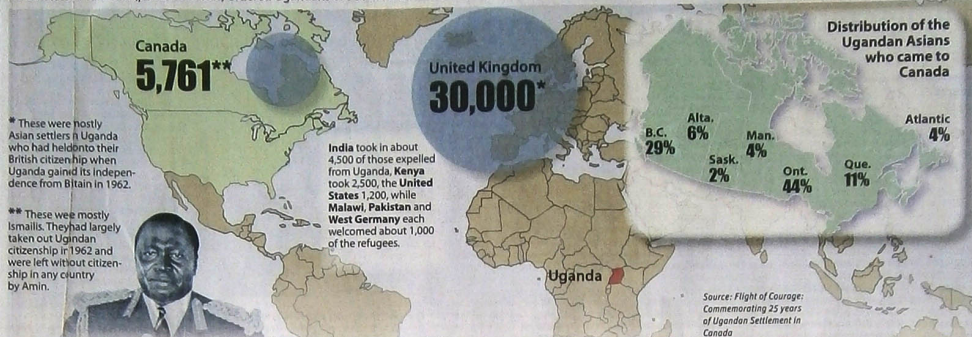 Canada
5,761**
United Kingdom
30,000*
* These were mostly
Asian settlers n Uganda
who had heldonto their
British citizenship when
Uganda gained its indepen-
dence from Bitain in 1962.
** These wee mostly
Ismailis. Theyhad largely
taken out Ugandan
citizenship ir 1962 and
were left without citizen-
ship in any country
by Amin.
India took in about
4,500 of those expelled
from Uganda, Kenya
took 2,500, the United
States 1,200, while
Malawi, Pakistan and
West Germany each
welcomed about 1,000
of the refugees.
Uganda
Distribution of the
Ugandan Asians
who came to
Canada
B.C.
29%
Alta.
6%
Sask.
2%
Man.
4%
Ont.
44%
Que.
11%
Atlantic
4%
Source: Flight of Courage:
Commemorating 25 years
of Ugandan Settlement in
Canada